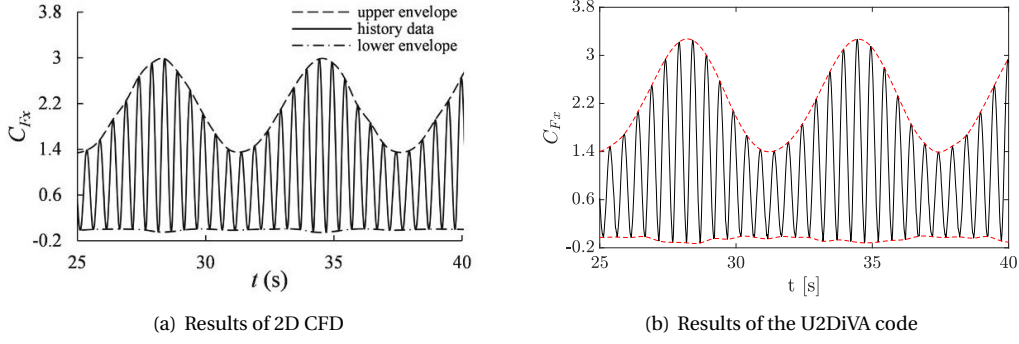 3.8
3
2.2
1.4
0.6
-0.2
C_Fx
upper envelope
history data
lower envelope
25
30
35
40
t (s)
(a) Results of 2D CFD
3.8
3
2.2
1.4
0.6
-0.2
C_Fx
25
30
35
40
t [s]
(b) Results of the U2DiVA code